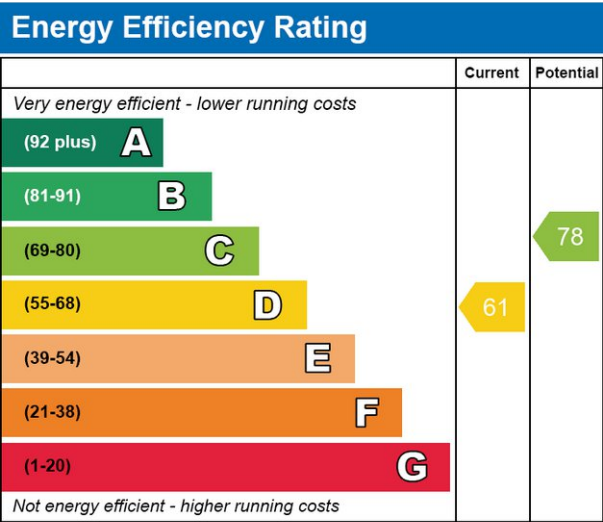 Energy Efficiency Rating
Current Potential
Very energy efficient - lower running costs
(92 plus) A
(81-91) B
(69-80) C
78
(55-68) D
61
(39-54) E
(21-38) F
(1-20) G
Not energy efficient - higher running costs